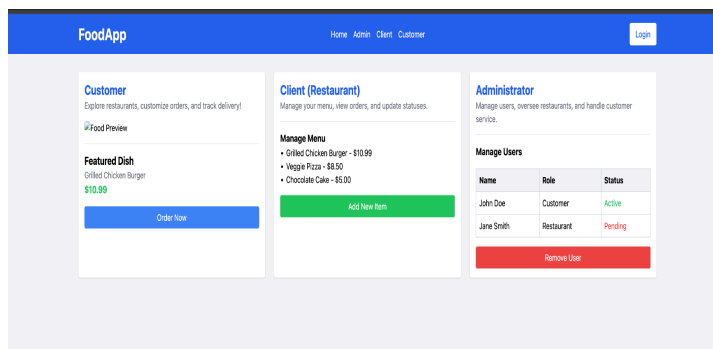 FoodApp
Home Admin Client Customer
Login
Customer
Explore restaurants, customize orders, and track delivery!
Food Preview
Featured Dish
Grilled Chicken Burger
$10.99
Order Now
Client (Restaurant)
Manage your menu, view orders, and update statuses.
Manage Menu
• Grilled Chicken Burger - $10.99
• Veggie Pizza - $8.50
• Chocolate Cake - $5.00
Add New Item
Administrator
Manage users, oversee restaurants, and handle customer
service.
Manage Users
Name Role Status
John Doe Customer Active
Jane Smith Restaurant Pending
Remove User